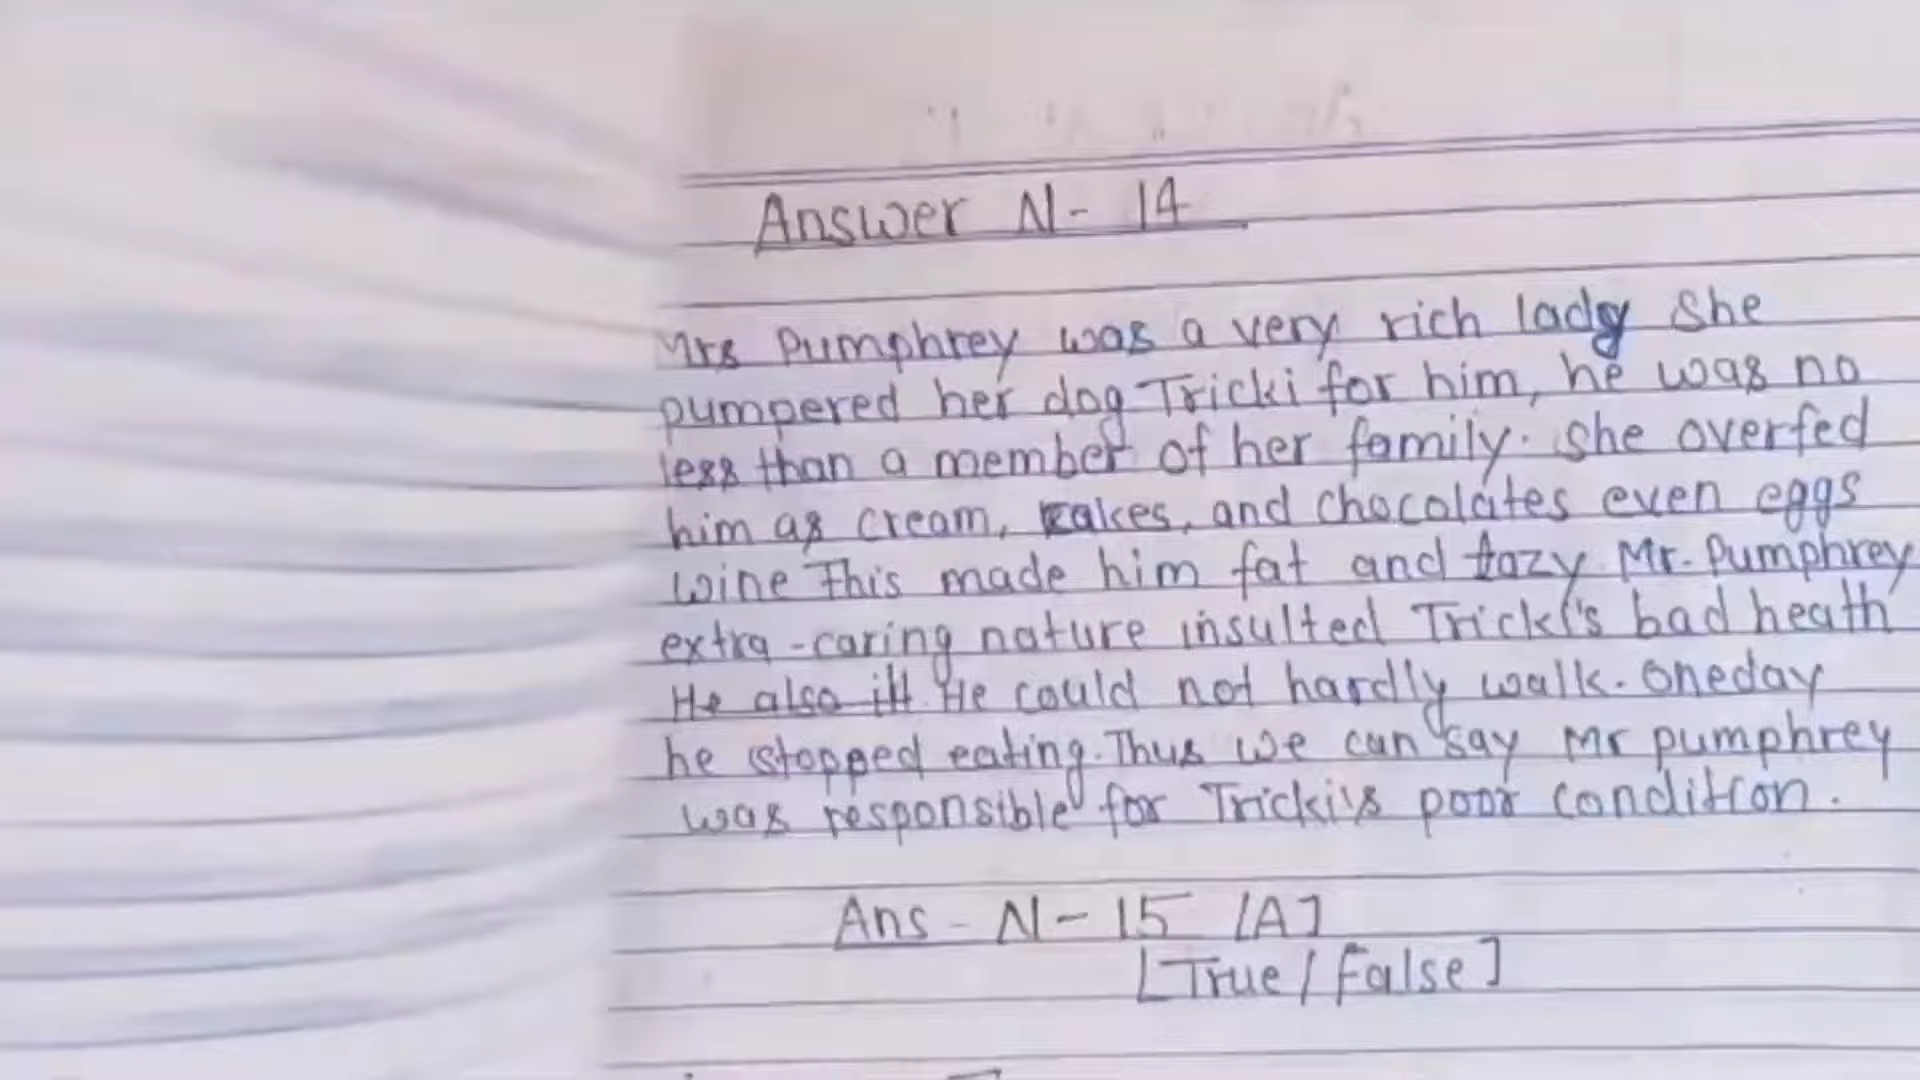 Answer N- 14
Mrs Pumphrey was a very rich lady she
pumpered her dog Tricki for him, he was no
less than a member of her family. she overfed
him as cream, cakes, and chocolates even eggs
wine This made him fat and lazy. Mr. Pumphrey
extra-caring nature insulted Tricki's bad heath
He also ill. He could not hardly walk. oneday
he stopped eating. Thus we can say Mr pumphrey
was responsible for Tricki's poor condition.
Ans - N - 15 [A]
[True / False]